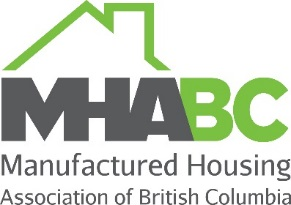 MHABC
Manufactured Housing
Association of British Columbia